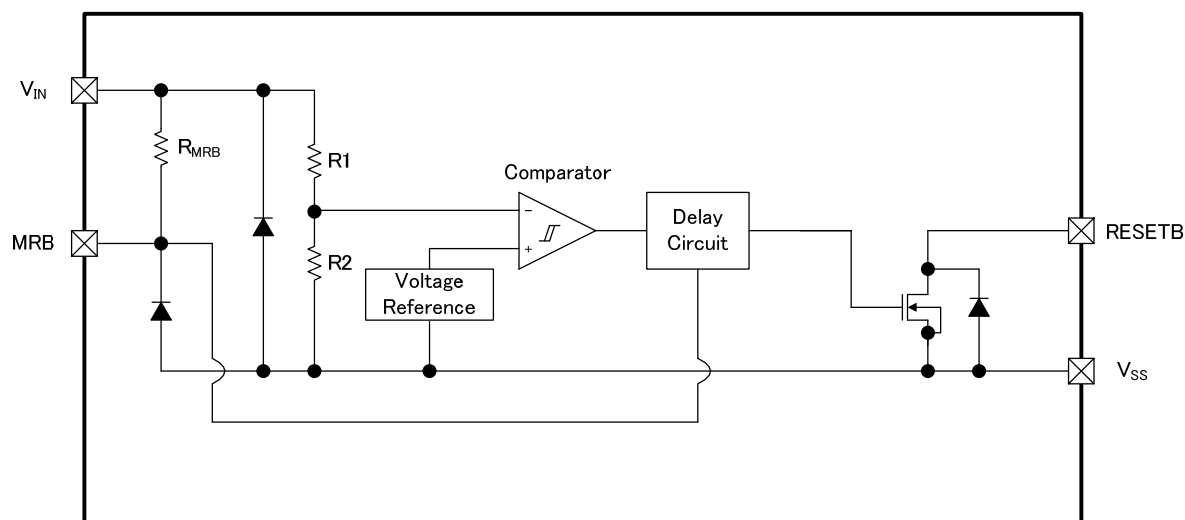 VIN
RMRB
R1
Comparator
MRB
−
+
Delay
Circuit
RESETB
R2
Voltage
Reference
VSS